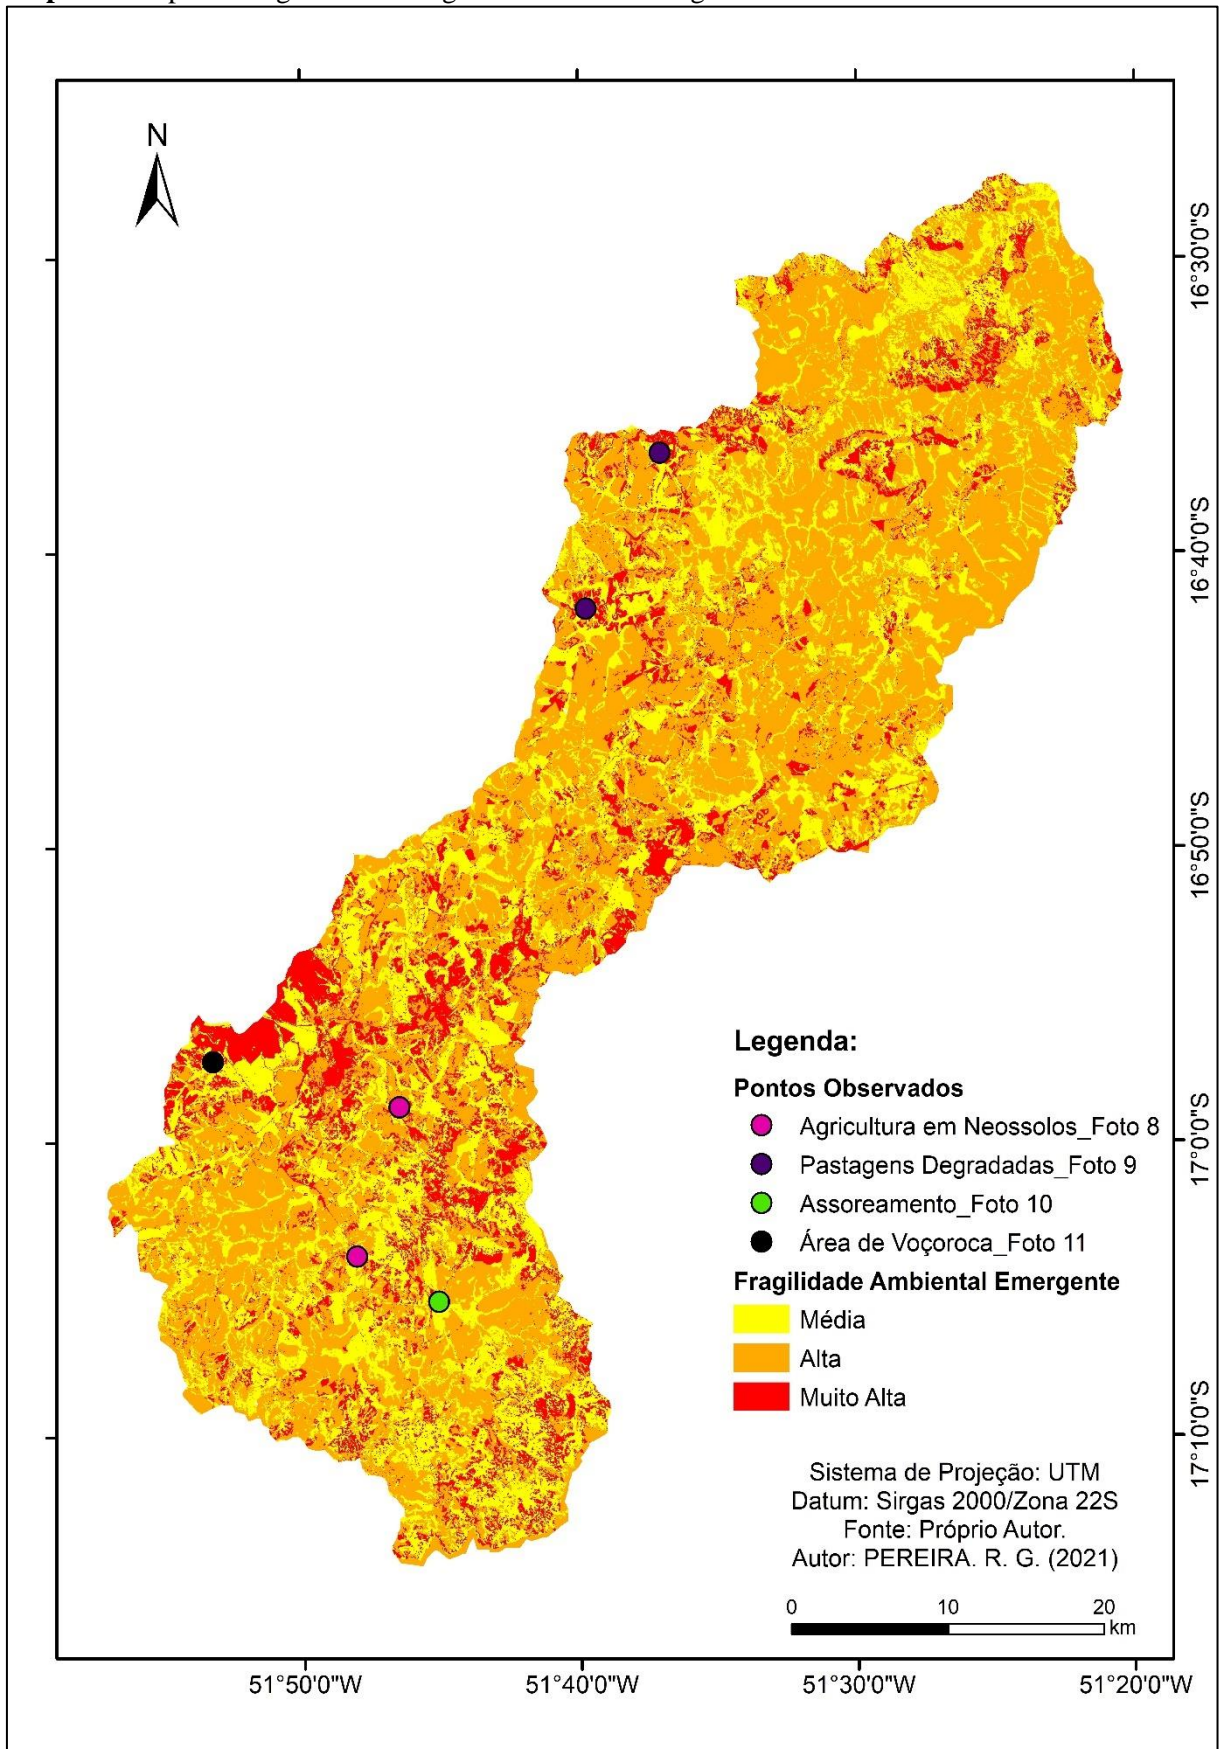 N
16°30'0"S
16°40'0"S
16°50'0"S
17°0'0"S
17°10'0"S
Legenda:
Pontos Observados
Agricultura em Neossolos_Foto 8
Pastagens Degradadas_Foto 9
Assoreamento_Foto 10
Área de Voçoroca_Foto 11
Fragilidade Ambiental Emergente
Média
Alta
Muito Alta
Sistema de Projeção: UTM
Datum: Sirgas 2000/Zona 22S
Fonte: Próprio Autor.
Autor: PEREIRA. R. G. (2021)
0 10 20
km
51°50'0"W 51°40'0"W 51°30'0"W 51°20'0"W